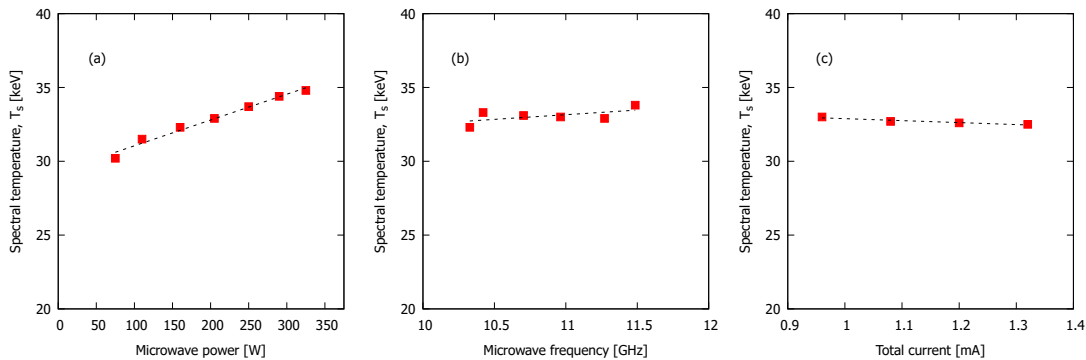 40
35
30
25
20
Spectral temperature, T_s [keV]
(a)
0 50 100 150 200 250 300 350
Microwave power [W]
40
35
30
25
20
Spectral temperature, T_s [keV]
(b)
10 10.5 11 11.5 12
Microwave frequency [GHz]
40
35
30
25
20
Spectral temperature, T_s [keV]
(c)
0.9 1 1.1 1.2 1.3 1.4
Total current [mA]